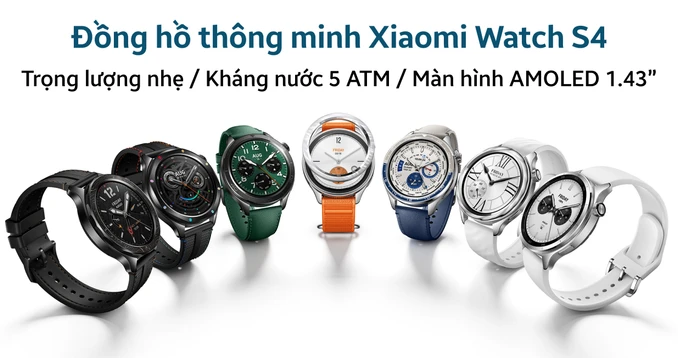 Đồng hồ thông minh Xiaomi Watch S4
Trọng lượng nhẹ / Kháng nước 5 ATM / Màn hình AMOLED 1.43”